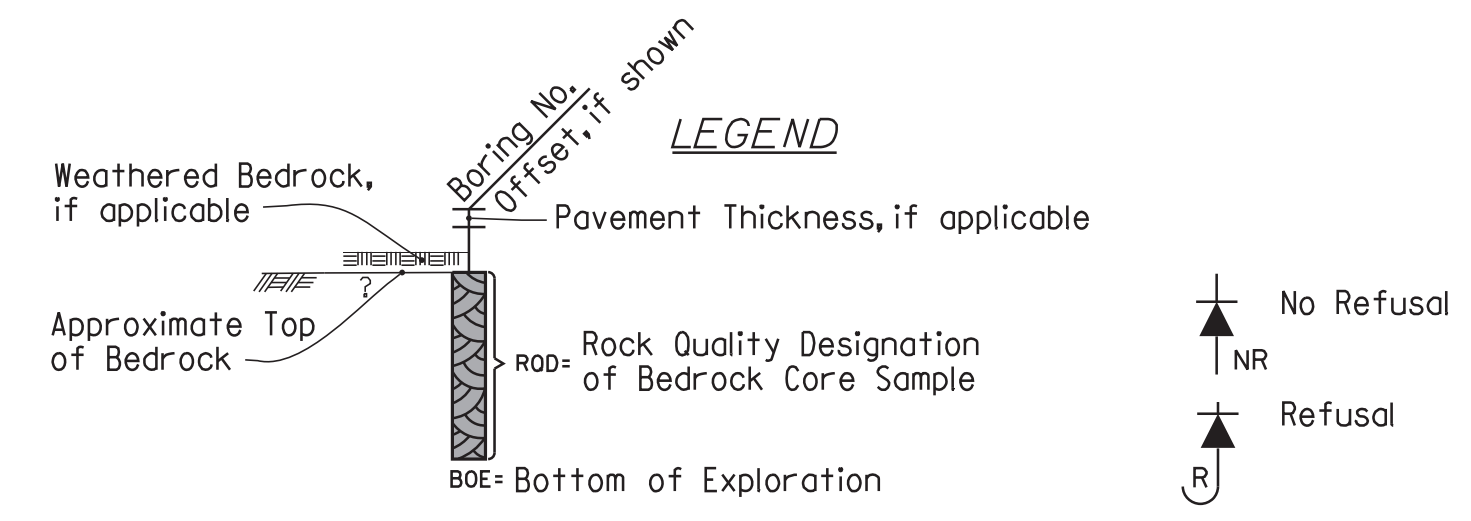 Boring No.
Offset, if shown
LEGEND
Weathered Bedrock,
if applicable
Pavement Thickness, if applicable
?
Approximate Top
of Bedrock
RQD= Rock Quality Designation
of Bedrock Core Sample
BOE= Bottom of Exploration
No Refusal
NR
Refusal
R